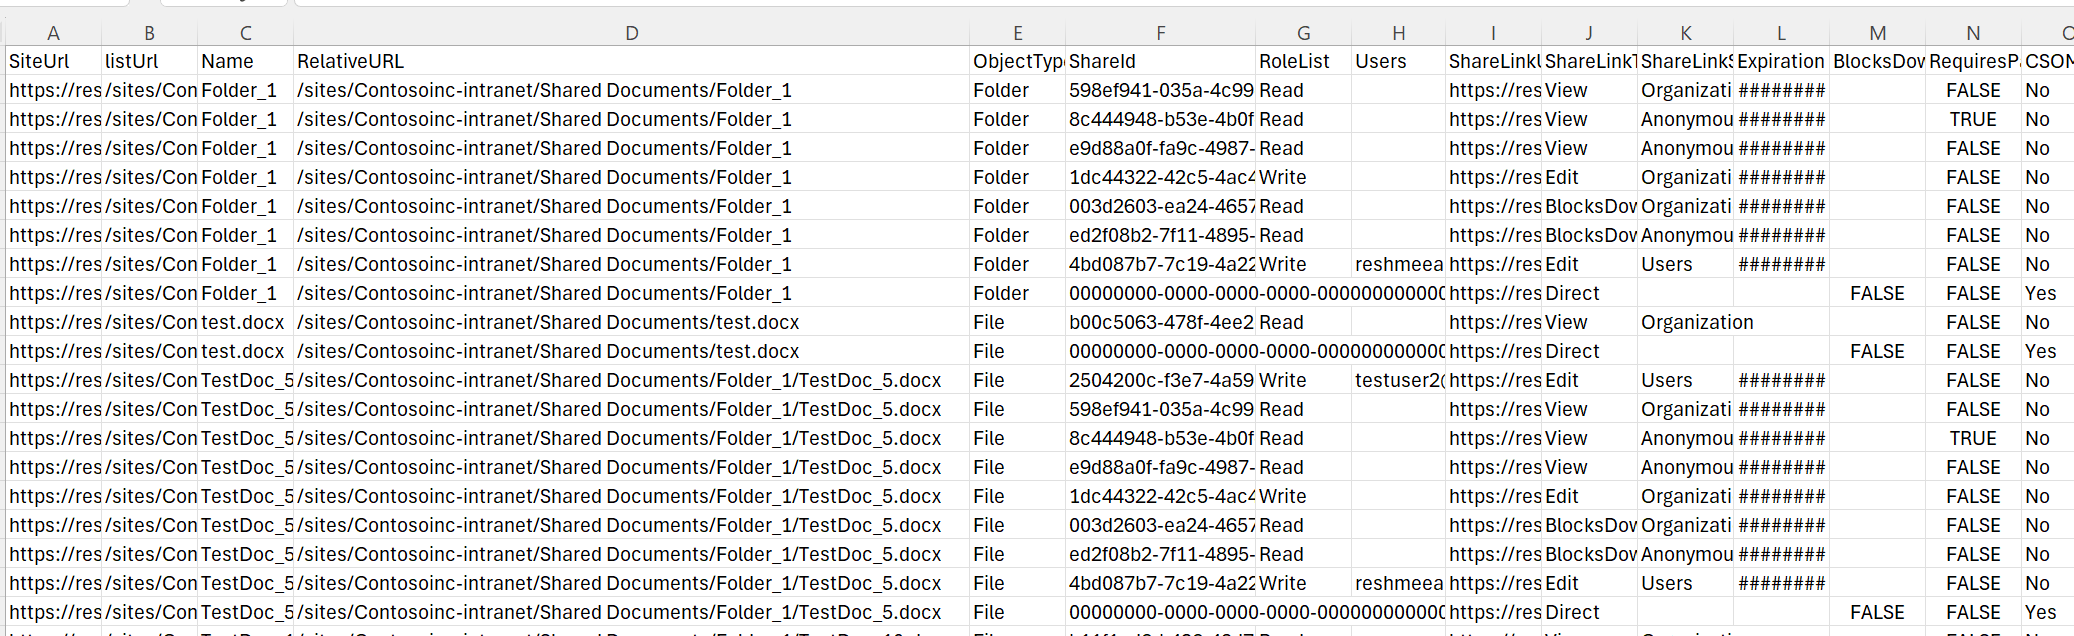 A B C D E F G H I J K L M N
SiteUrl listUrl Name RelativeURL ObjectTyp ShareId RoleList Users ShareLinkU ShareLinkT ShareLinkS Expiration BlocksDow RequiresPa CSOM
https://res /sites/Con Folder_1 /sites/Contosoinc-intranet/Shared Documents/Folder_1 Folder 598ef941-035a-4c99 Read https://res View Organizati ######## FALSE No
https://res /sites/Con Folder_1 /sites/Contosoinc-intranet/Shared Documents/Folder_1 Folder 8c444948-b53e-4b0f Read https://res View Anonymou ######## TRUE No
https://res /sites/Con Folder_1 /sites/Contosoinc-intranet/Shared Documents/Folder_1 Folder e9d88a0f-fa9c-4987- Read https://res View Anonymou ######## FALSE No
https://res /sites/Con Folder_1 /sites/Contosoinc-intranet/Shared Documents/Folder_1 Folder 1dc44322-42c5-4ac4 Write https://res Edit Organizati ######## FALSE No
https://res /sites/Con Folder_1 /sites/Contosoinc-intranet/Shared Documents/Folder_1 Folder 003d2603-ea24-4657 Read https://res BlocksDow Organizati ######## FALSE No
https://res /sites/Con Folder_1 /sites/Contosoinc-intranet/Shared Documents/Folder_1 Folder ed2f08b2-7f11-4895- Read https://res BlocksDow Anonymou ######## FALSE No
https://res /sites/Con Folder_1 /sites/Contosoinc-intranet/Shared Documents/Folder_1 Folder 4bd087b7-7c19-4a22 Write reshmeea https://res Edit Users ######## FALSE No
https://res /sites/Con Folder_1 /sites/Contosoinc-intranet/Shared Documents/Folder_1 Folder 00000000-0000-0000-0000-000000000000 https://res Direct FALSE FALSE Yes
https://res /sites/Con test.docx /sites/Contosoinc-intranet/Shared Documents/test.docx File b00c5063-478f-4ee2 Read https://res View Organization FALSE No
https://res /sites/Con test.docx /sites/Contosoinc-intranet/Shared Documents/test.docx File 00000000-0000-0000-0000-000000000000 https://res Direct FALSE FALSE Yes
https://res /sites/Con TestDoc_5 /sites/Contosoinc-intranet/Shared Documents/Folder_1/TestDoc_5.docx File 2504200c-f3e7-4a59 Write testuser2@ https://res Edit Users ######## FALSE No
https://res /sites/Con TestDoc_5 /sites/Contosoinc-intranet/Shared Documents/Folder_1/TestDoc_5.docx File 598ef941-035a-4c99 Read https://res View Organizati ######## FALSE No
https://res /sites/Con TestDoc_5 /sites/Contosoinc-intranet/Shared Documents/Folder_1/TestDoc_5.docx File 8c444948-b53e-4b0f Read https://res View Anonymou ######## TRUE No
https://res /sites/Con TestDoc_5 /sites/Contosoinc-intranet/Shared Documents/Folder_1/TestDoc_5.docx File e9d88a0f-fa9c-4987- Read https://res View Anonymou ######## FALSE No
https://res /sites/Con TestDoc_5 /sites/Contosoinc-intranet/Shared Documents/Folder_1/TestDoc_5.docx File 1dc44322-42c5-4ac4 Write https://res Edit Organizati ######## FALSE No
https://res /sites/Con TestDoc_5 /sites/Contosoinc-intranet/Shared Documents/Folder_1/TestDoc_5.docx File 003d2603-ea24-4657 Read https://res BlocksDow Organizati ######## FALSE No
https://res /sites/Con TestDoc_5 /sites/Contosoinc-intranet/Shared Documents/Folder_1/TestDoc_5.docx File ed2f08b2-7f11-4895- Read https://res BlocksDow Anonymou ######## FALSE No
https://res /sites/Con TestDoc_5 /sites/Contosoinc-intranet/Shared Documents/Folder_1/TestDoc_5.docx File 4bd087b7-7c19-4a22 Write reshmeea https://res Edit Users ######## FALSE No
https://res /sites/Con TestDoc_5 /sites/Contosoinc-intranet/Shared Documents/Folder_1/TestDoc_5.docx File 00000000-0000-0000-0000-000000000000 https://res Direct FALSE FALSE Yes